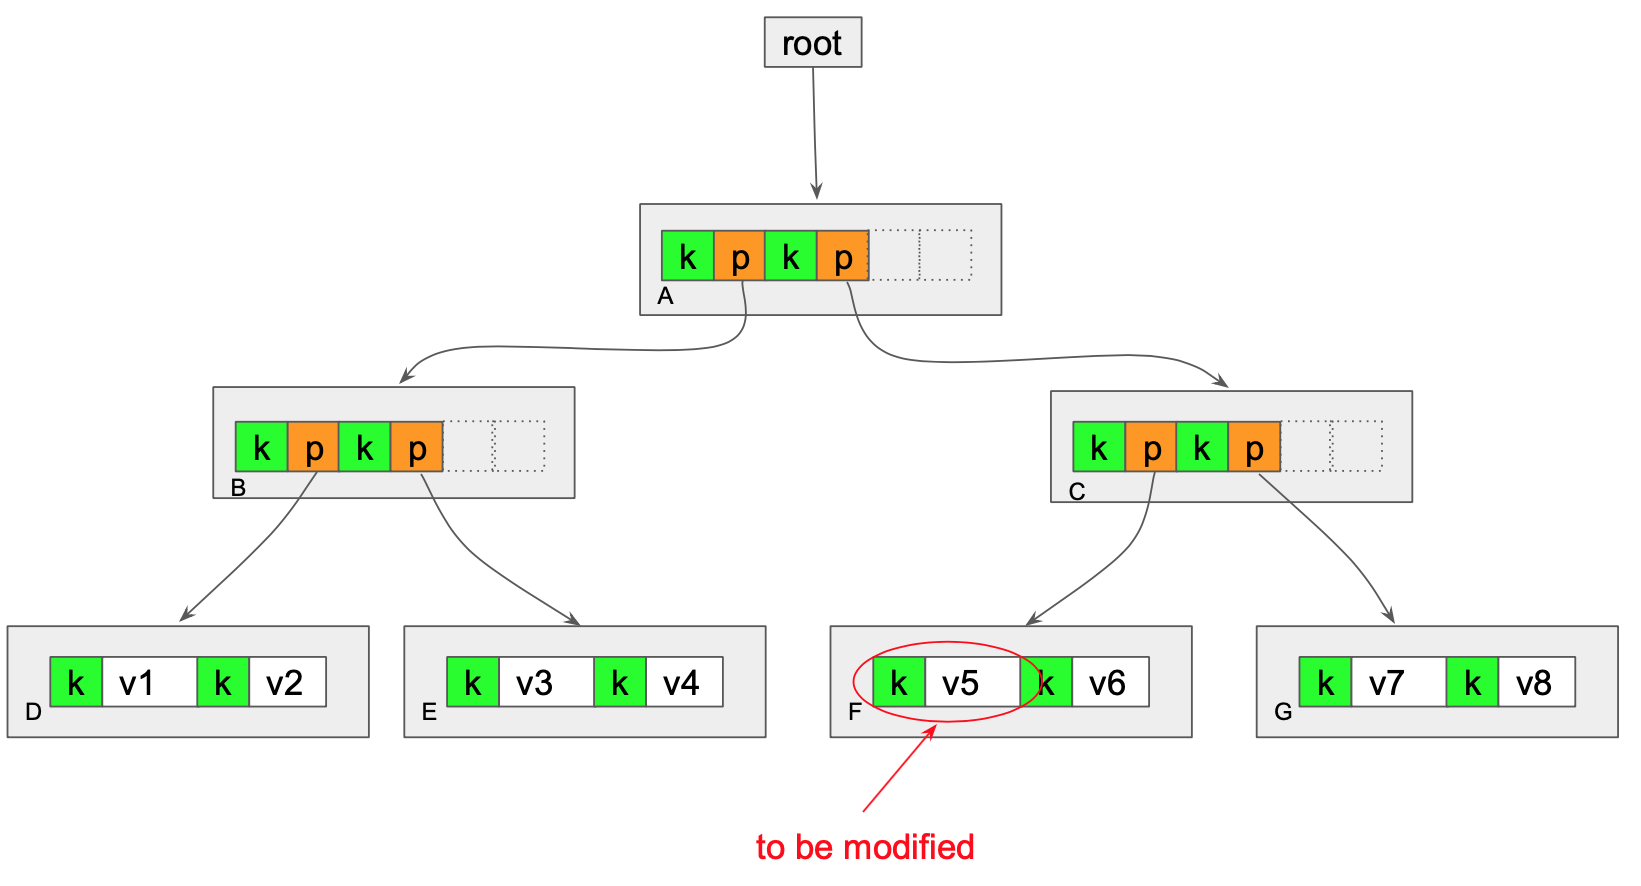 root
k p k p
A
k p k p
B
k p k p
C
k v1 k v2
D
k v3 k v4
E
k v5 k v6
F
k v7 k v8
G
to be modified